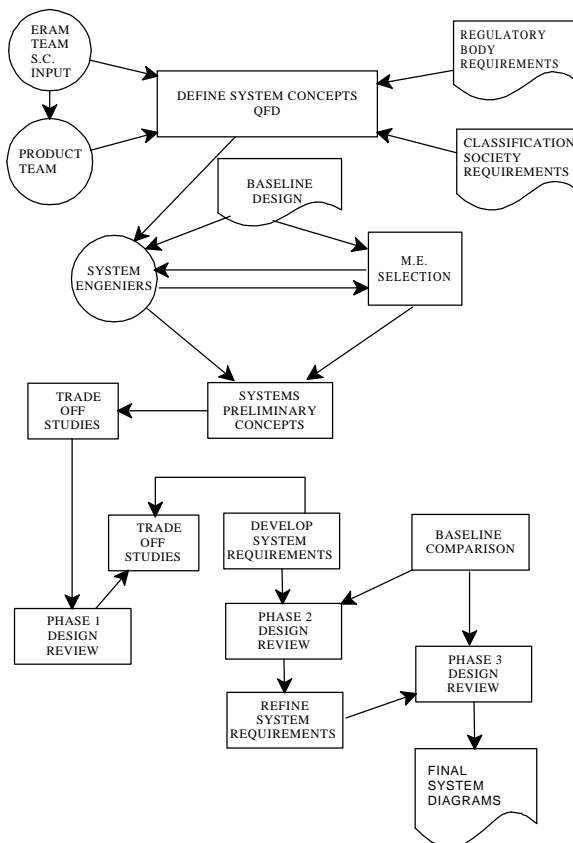 ERAM
TEAM
S.C.
INPUT
REGULATORY
BODY
REQUIREMENTS
DEFINE SYSTEM CONCEPTS
QFD
PRODUCT
TEAM
CLASSIFICATION
SOCIETY
REQUIREMENTS
BASELINE
DESIGN
SYSTEM
ENGENIERS
M.E.
SELECTION
TRADE
OFF
STUDIES
SYSTEMS
PRELIMINARY
CONCEPTS
TRADE
OFF
STUDIES
DEVELOP
SYSTEM
REQUIREMENTS
BASELINE
COMPARISON
PHASE 1
DESIGN
REVIEW
PHASE 2
DESIGN
REVIEW
PHASE 3
DESIGN
REVIEW
REFINE
SYSTEM
REQUIREMENTS
FINAL
SYSTEM
DIAGRAMS